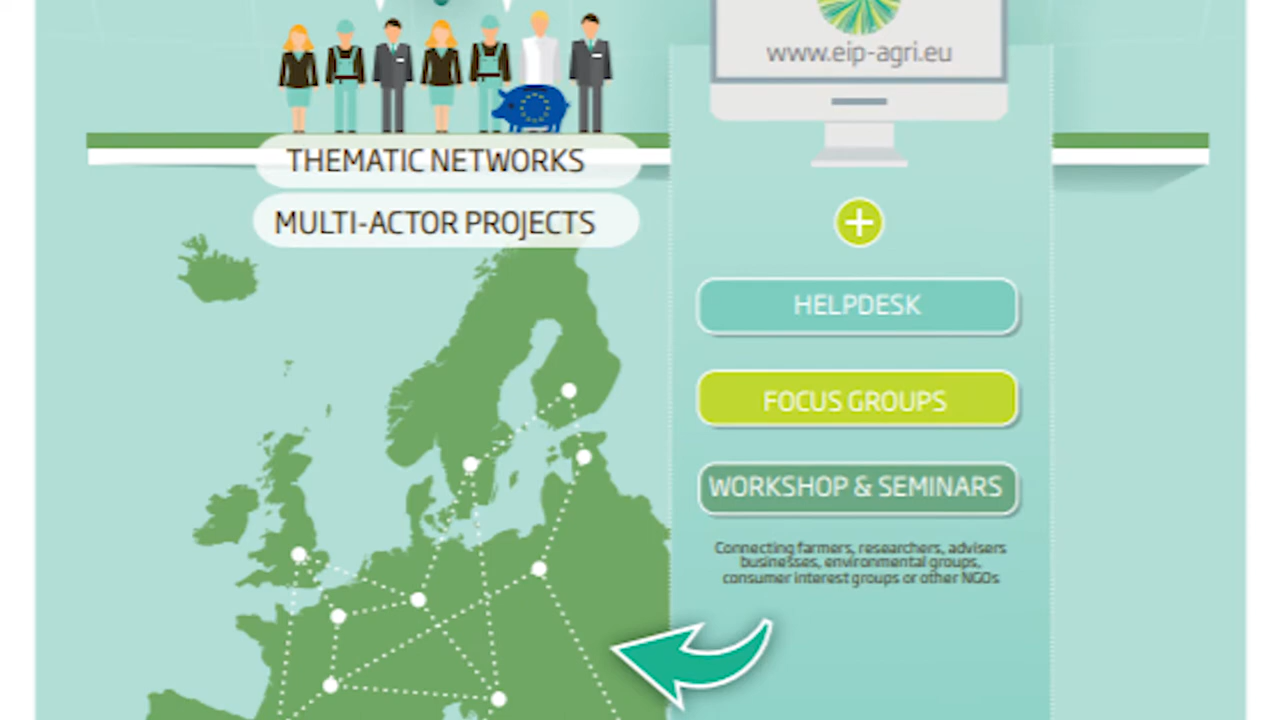 www.eip-agri.eu
THEMATIC NETWORKS
MULTI-ACTOR PROJECTS
HELPDESK
FOCUS GROUPS
WORKSHOP & SEMINARS
Connecting farmers, researchers, advisers
businesses, environmental groups,
consumer interest groups or other NGOs